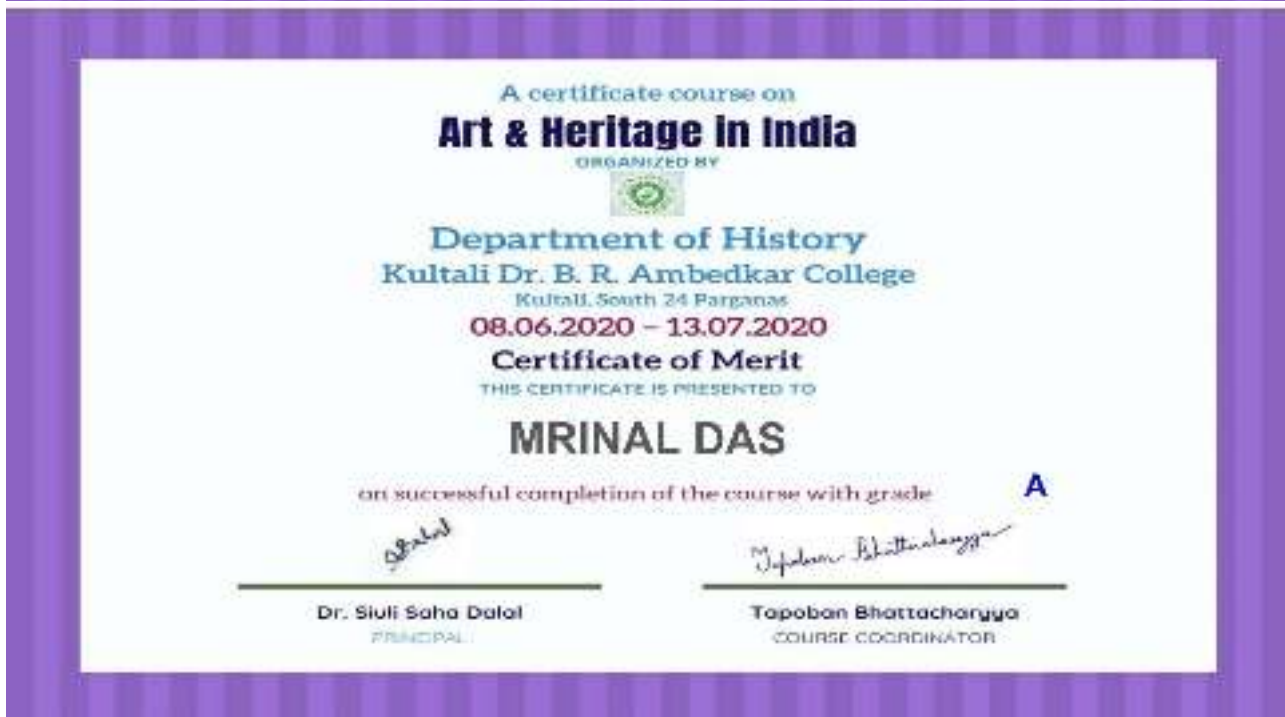 A certificate course on
Art & Heritage in India
ORGANIZED BY
Department of History
Kultali Dr. B. R. Ambedkar College
Kultali, South 24 Parganas
08.06.2020 – 13.07.2020
Certificate of Merit
THIS CERTIFICATE IS PRESENTED TO
MRINAL DAS
on successful completion of the course with grade A
Tapoban Bhattacharyya
Dr. Siuli Saha Dalal Tapoban Bhattacharyya
PRINCIPAL COURSE COORDINATOR